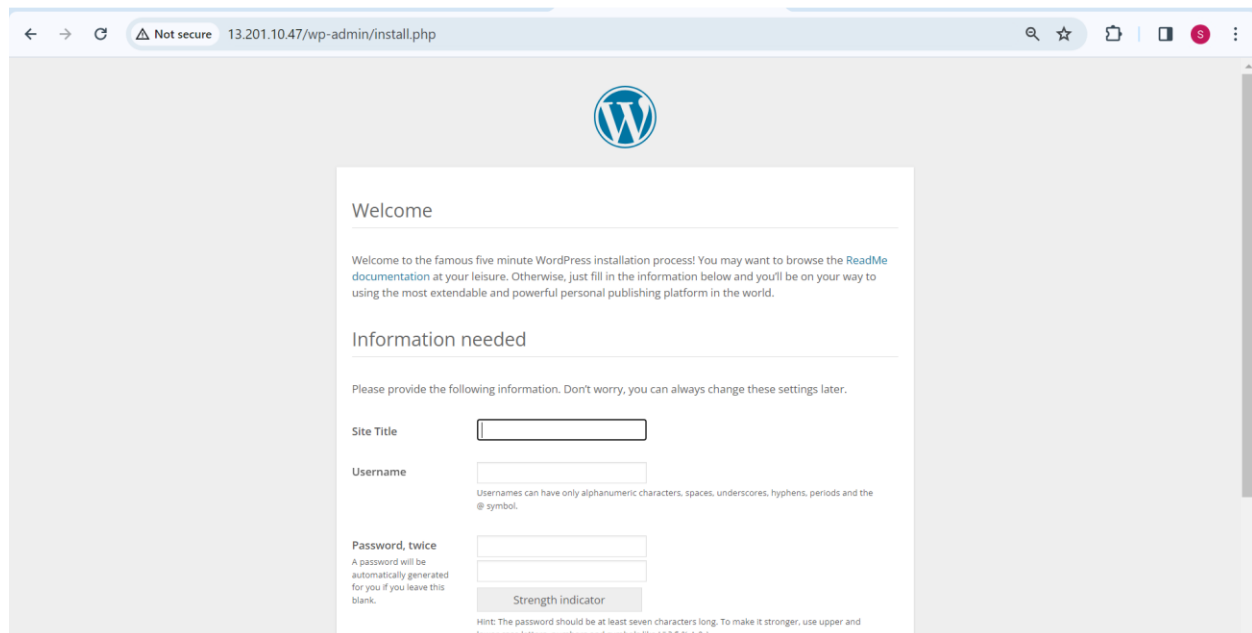 Not secure 13.201.10.47/wp-admin/install.php
S
Welcome
Welcome to the famous five minute WordPress installation process! You may want to browse the ReadMe
documentation at your leisure. Otherwise, just fill in the information below and you'll be on your way to
using the most extendable and powerful personal publishing platform in the world.
Information needed
Please provide the following information. Don't worry, you can always change these settings later.
Site Title
Username
Usernames can have only alphanumeric characters, spaces, underscores, hyphens, periods and the
@ symbol.
Password, twice
A password will be
automatically generated
for you if you leave this
blank.
Strength indicator
Hint: The password should be at least seven characters long. To make it stronger, use upper and